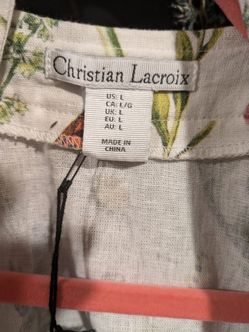 Christian Lacroix
US: L
CA: L/G
UK: L
EU: L
AU: L
MADE IN
CHINA